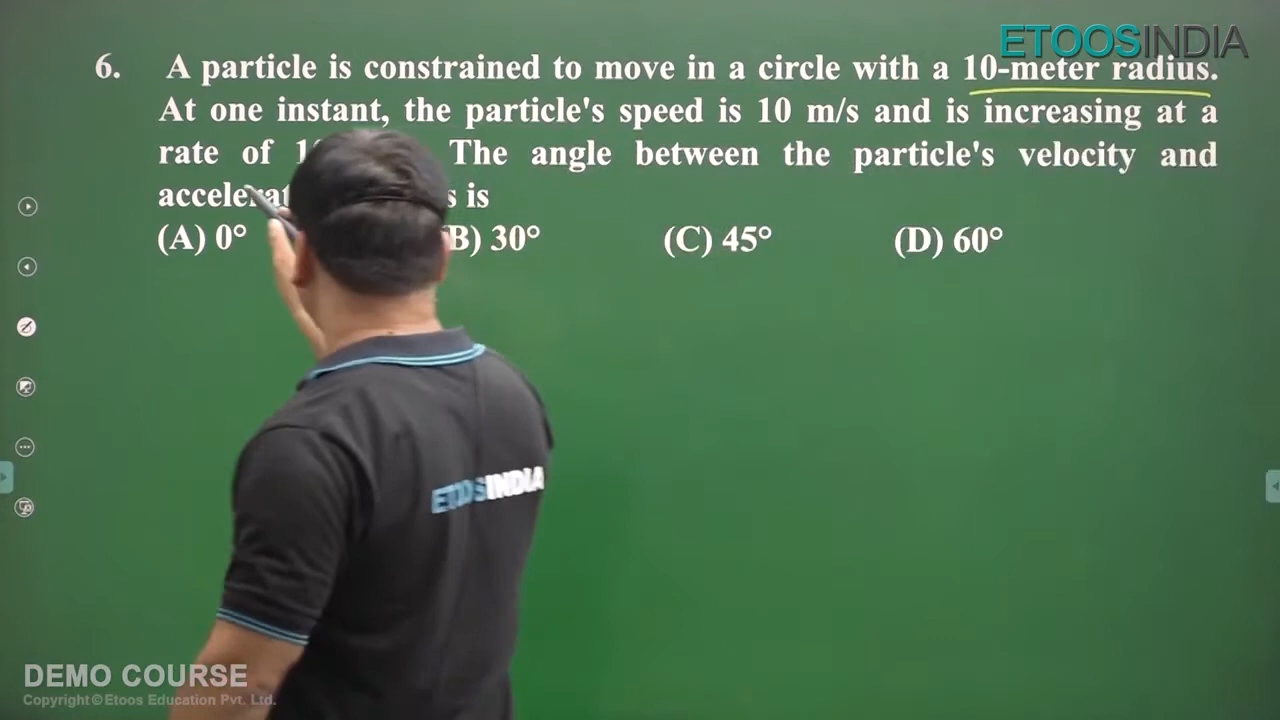 ETOOSINDIA
6. A particle is constrained to move in a circle with a 10-meter radius.
At one instant, the particle's speed is 10 m/s and is increasing at a
rate of The angle between the particle's velocity and
is
(A) 0° (B) 30° (C) 45° (D) 60°
ETOOSINDIA
DEMO COURSE
Copyright © Etoos Education Pvt. Ltd.